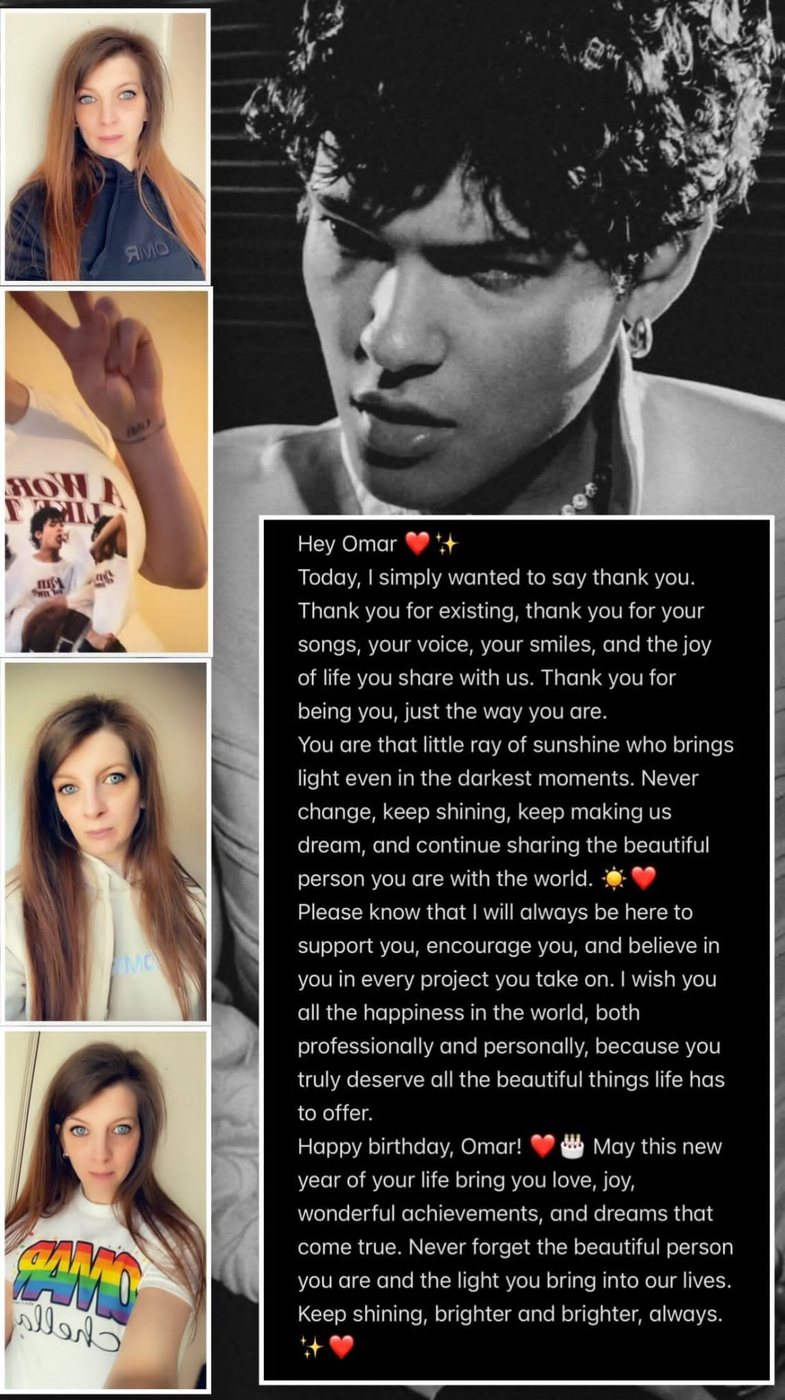 OMR
A WOR
LIKE T
OMR
OMAR
chella
Hey Omar ❤️✨
Today, I simply wanted to say thank you.
Thank you for existing, thank you for your
songs, your voice, your smiles, and the joy
of life you share with us. Thank you for
being you, just the way you are.
You are that little ray of sunshine who brings
light even in the darkest moments. Never
change, keep shining, keep making us
dream, and continue sharing the beautiful
person you are with the world. ☀️❤️
Please know that I will always be here to
support you, encourage you, and believe in
you in every project you take on. I wish you
all the happiness in the world, both
professionally and personally, because you
truly deserve all the beautiful things life has
to offer.
Happy birthday, Omar! ❤️🎂 May this new
year of your life bring you love, joy,
wonderful achievements, and dreams that
come true. Never forget the beautiful person
you are and the light you bring into our lives.
Keep shining, brighter and brighter, always.
✨❤️